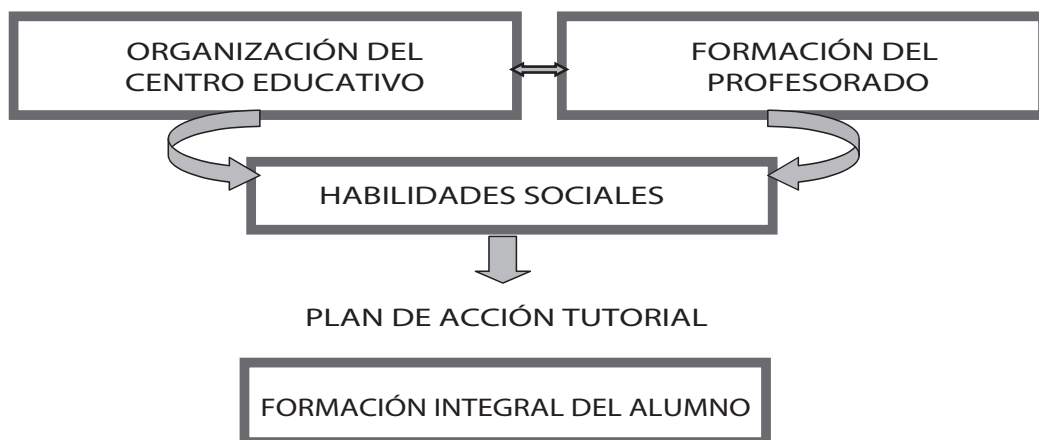 ORGANIZACIÓN DEL
CENTRO EDUCATIVO
FORMACIÓN DEL
PROFESORADO
HABILIDADES SOCIALES
PLAN DE ACCIÓN TUTORIAL
FORMACIÓN INTEGRAL DEL ALUMNO